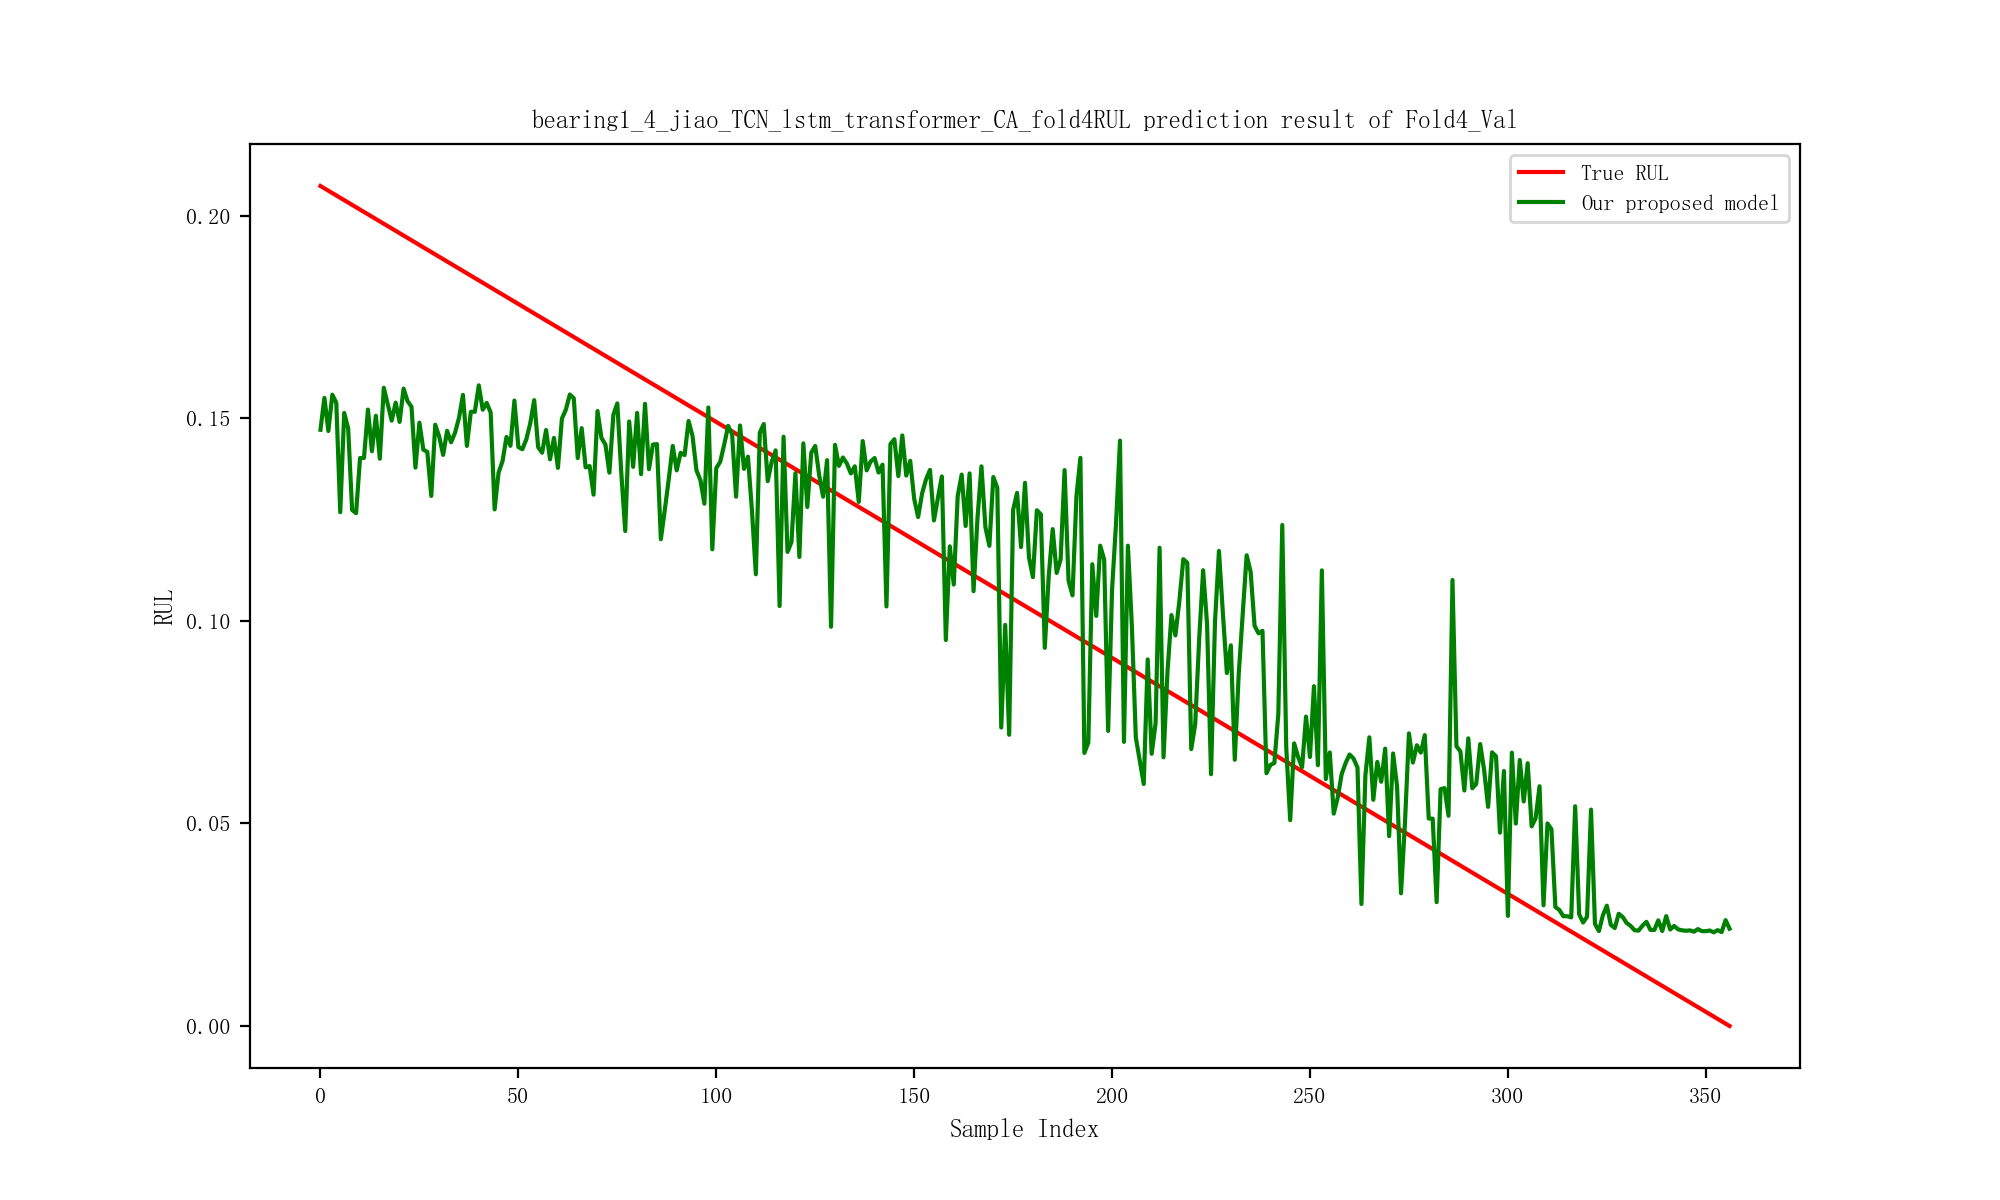 bearing1_4_jiao_TCN_lstm_transformer_CA_fold4RUL prediction result of Fold4_Val
True RUL
Our proposed model
RUL
0.20
0.15
0.10
0.05
0.00
0 50 100 150 200 250 300 350
Sample Index